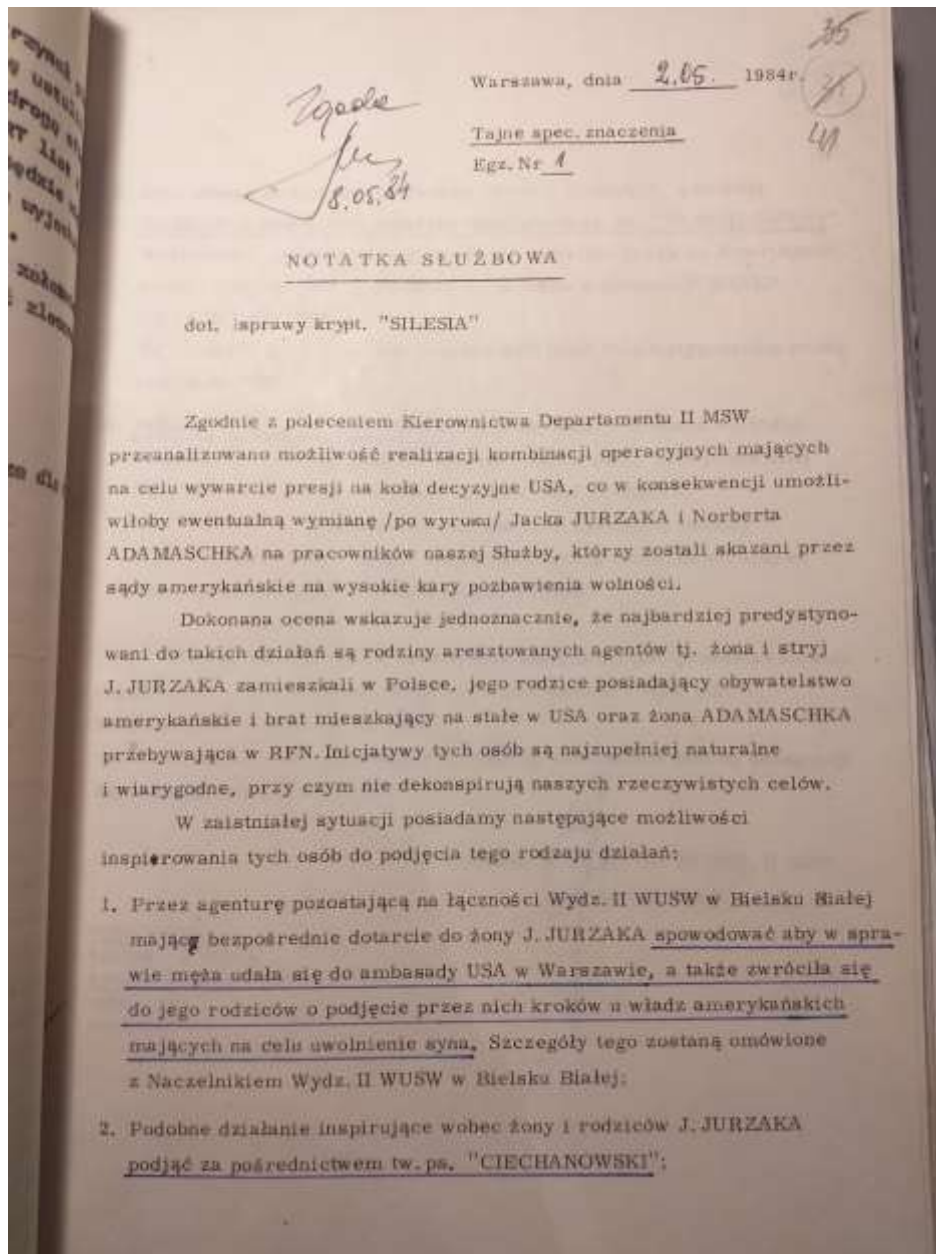 35
Warszawa, dnia 2.05. 1984r.
Zgoda
41
Tajne spec. znaczenia
Egz. Nr 1
8.05.84
NOTATKA SŁUŻBOWA
dot. sprawy krypt. "SILESIA"
Zgodnie z poleceniem Kierownictwa Departamentu II MSW
przeanalizowano możliwość realizacji kombinacji operacyjnych mających
na celu wywarcie presji na koła decyzyjne USA, co w konsekwencji umożli-
wiłoby ewentualną wymianę /po wyroku/ Jacka JURZAKA i Norberta
ADAMASCHKA na pracowników naszej Służby, którzy zostali skazani przez
sądy amerykańskie na wysokie kary pozbawienia wolności.
Dokonana ocena wskazuje jednoznacznie, że najbardziej predystyno-
wani do takich działań są rodziny aresztowanych agentów tj. żona i stryj
J. JURZAKA zamieszkali w Polsce, jego rodzice posiadający obywatelstwo
amerykańskie i brat mieszkający na stałe w USA oraz żona ADAMASCHKA
przebywająca w RFN. Inicjatywy tych osób są najzupełniej naturalne
i wiarygodne, przy czym nie dekonspirują naszych rzeczywistych celów.
W zaistniałej sytuacji posiadamy następujące możliwości
inspirowania tych osób do podjęcia tego rodzaju działań:
1. Przez agenturę pozostającą na łączności Wydz. II WUSW w Bielsku Białej
mającą bezpośrednie dotarcie do żony J. JURZAKA spowodować aby w spra-
wie męża udała się do ambasady USA w Warszawie, a także zwróciła się
do jego rodziców o podjęcie przez nich kroków u władz amerykańskich
mających na celu uwolnienie syna. Szczegóły tego zostaną omówione
z Naczelnikiem Wydz. II WUSW w Bielsku Białej;
2. Podobne działanie inspirujące wobec żony i rodziców J. JURZAKA
podjąć za pośrednictwem tw. ps. "CIECHANOWSKI";